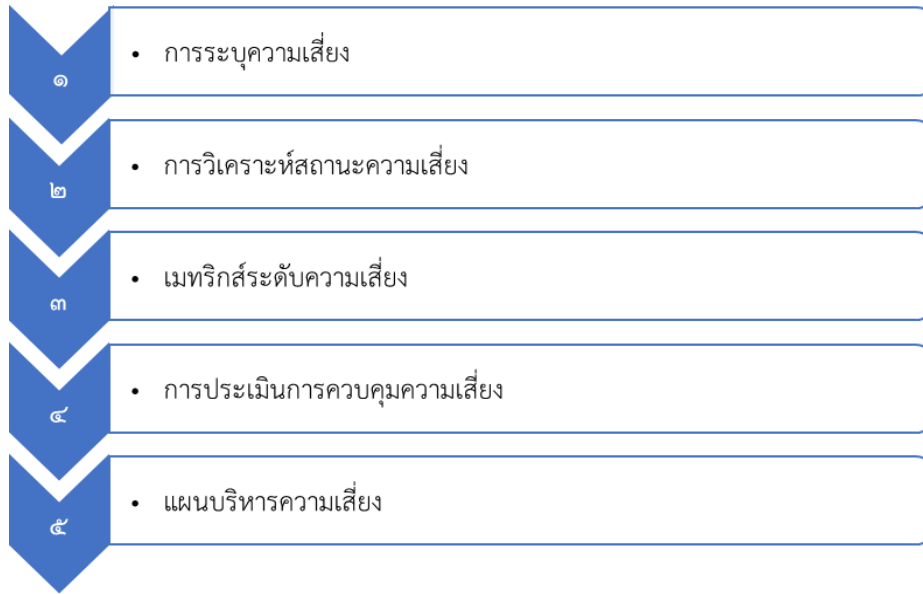 ๑
• การระบุความเสี่ยง
๒
• การวิเคราะห์สถานะความเสี่ยง
๓
• เมทริกส์ระดับความเสี่ยง
๔
• การประเมินการควบคุมความเสี่ยง
๕
• แผนบริหารความเสี่ยง